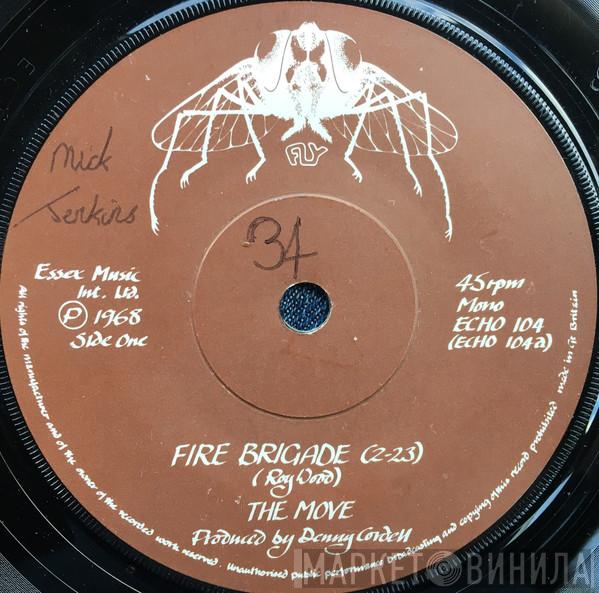 FLY
Mick
Jenkins
34
Essex Music
Int. Ltd.
℗ 1968
Side One
45 rpm
Mono
ECHO 104
(ECHO 104a)
FIRE BRIGADE (2-23)
(Roy Wood)
THE MOVE
Produced by Denny Cordell
All rights of the manufacturer and of the owner of the recorded work reserved. Unauthorised public performance broadcasting and copying of this record prohibited made in Gt Britain
МАРКЕТ ВИНИЛА